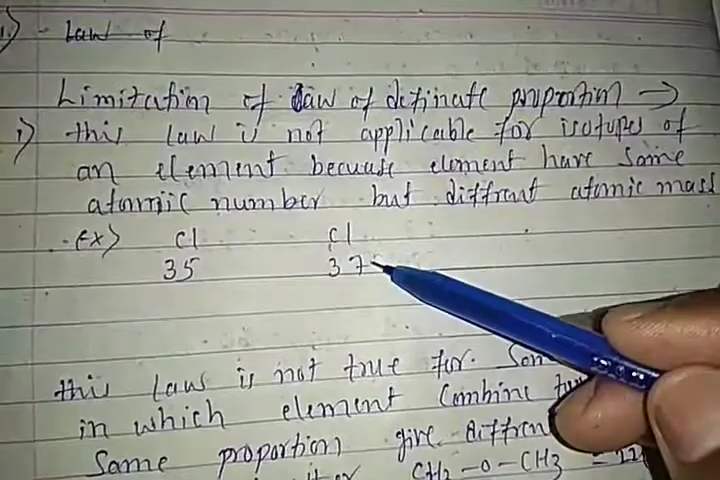 1) - Law of
Limitation of Law of definate proportion →
i) this law is not applicable for isotopes of
an element because element have same
atomic number but diffrent atomic mass
Ex) Cl Cl
35 37
this law is not true for Som
in which element combine
Same proportion give diffren
CH3-O-CH3 =